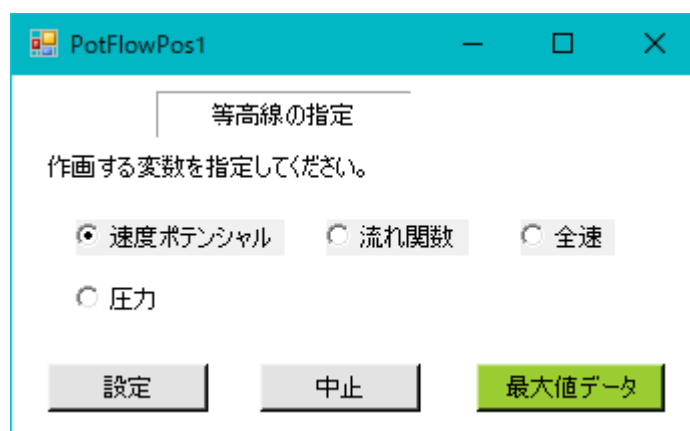 PotFlowPos1
等高線の指定
作画する変数を指定してください。
速度ポテンシャル 流れ関数 全速
圧力
設定 中止 最大値データ